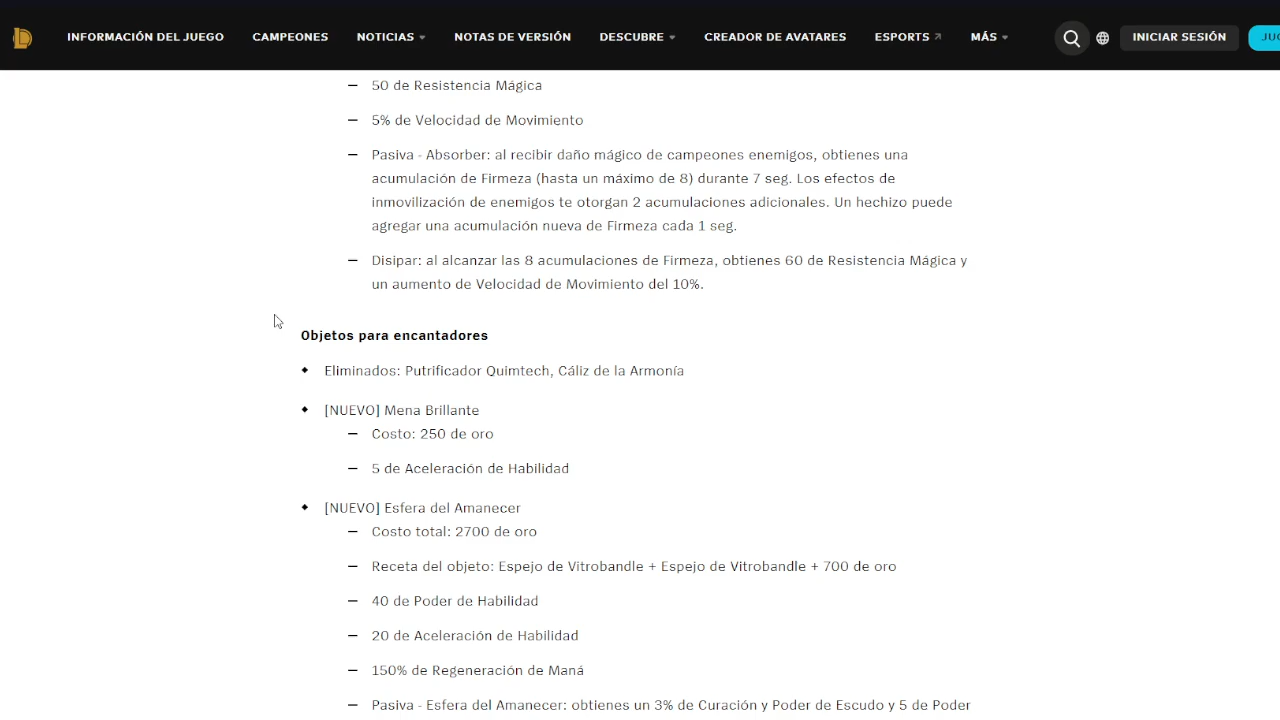 INFORMACIÓN DEL JUEGO CAMPEONES NOTICIAS NOTAS DE VERSIÓN DESCUBRE CREADOR DE AVATARES ESPORTS MÁS INICIAR SESIÓN
50 de Resistencia Mágica
5% de Velocidad de Movimiento
Pasiva - Absorber: al recibir daño mágico de campeones enemigos, obtienes una
acumulación de Firmeza (hasta un máximo de 8) durante 7 seg. Los efectos de
inmovilización de enemigos te otorgan 2 acumulaciones adicionales. Un hechizo puede
agregar una acumulación nueva de Firmeza cada 1 seg.
Disipar: al alcanzar las 8 acumulaciones de Firmeza, obtienes 60 de Resistencia Mágica y
un aumento de Velocidad de Movimiento del 10%.
Objetos para encantadores
Eliminados: Putrificador Quimtech, Cáliz de la Armonía
[NUEVO] Mena Brillante
Costo: 250 de oro
5 de Aceleración de Habilidad
[NUEVO] Esfera del Amanecer
Costo total: 2700 de oro
Receta del objeto: Espejo de Vitrobandle + Espejo de Vitrobandle + 700 de oro
40 de Poder de Habilidad
20 de Aceleración de Habilidad
150% de Regeneración de Maná
Pasiva - Esfera del Amanecer: obtienes un 3% de Curación y Poder de Escudo y 5 de Poder